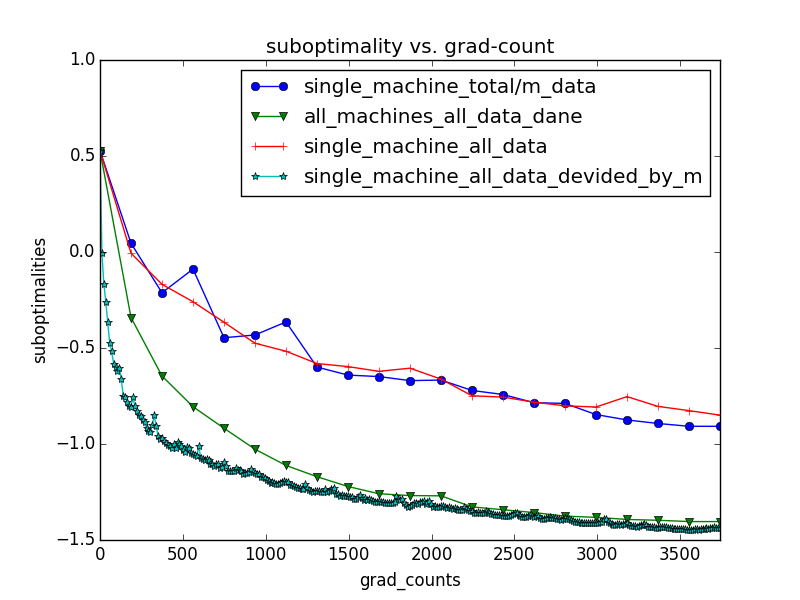 suboptimality vs. grad-count
single_machine_total/m_data
all_machines_all_data_dane
single_machine_all_data
single_machine_all_data_devided_by_m
suboptimalities
1.0
0.5
0.0
−0.5
−1.0
−1.5
0 500 1000 1500 2000 2500 3000 3500
grad_counts